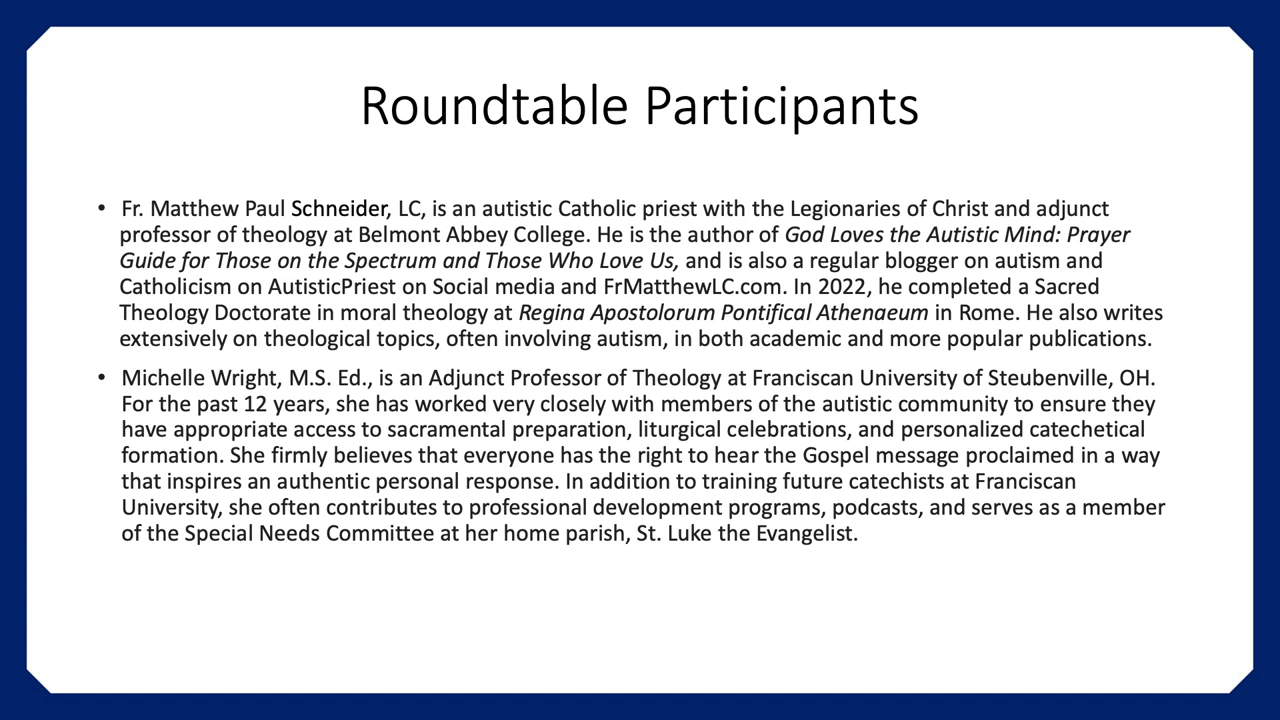 Roundtable Participants
• Fr. Matthew Paul Schneider, LC, is an autistic Catholic priest with the Legionaries of Christ and adjunct
professor of theology at Belmont Abbey College. He is the author of God Loves the Autistic Mind: Prayer
Guide for Those on the Spectrum and Those Who Love Us, and is also a regular blogger on autism and
Catholicism on AutisticPriest on Social media and FrMatthewLC.com. In 2022, he completed a Sacred
Theology Doctorate in moral theology at Regina Apostolorum Pontifical Athenaeum in Rome. He also writes
extensively on theological topics, often involving autism, in both academic and more popular publications.
• Michelle Wright, M.S. Ed., is an Adjunct Professor of Theology at Franciscan University of Steubenville, OH.
For the past 12 years, she has worked very closely with members of the autistic community to ensure they
have appropriate access to sacramental preparation, liturgical celebrations, and personalized catechetical
formation. She firmly believes that everyone has the right to hear the Gospel message proclaimed in a way
that inspires an authentic personal response. In addition to training future catechists at Franciscan
University, she often contributes to professional development programs, podcasts, and serves as a member
of the Special Needs Committee at her home parish, St. Luke the Evangelist.